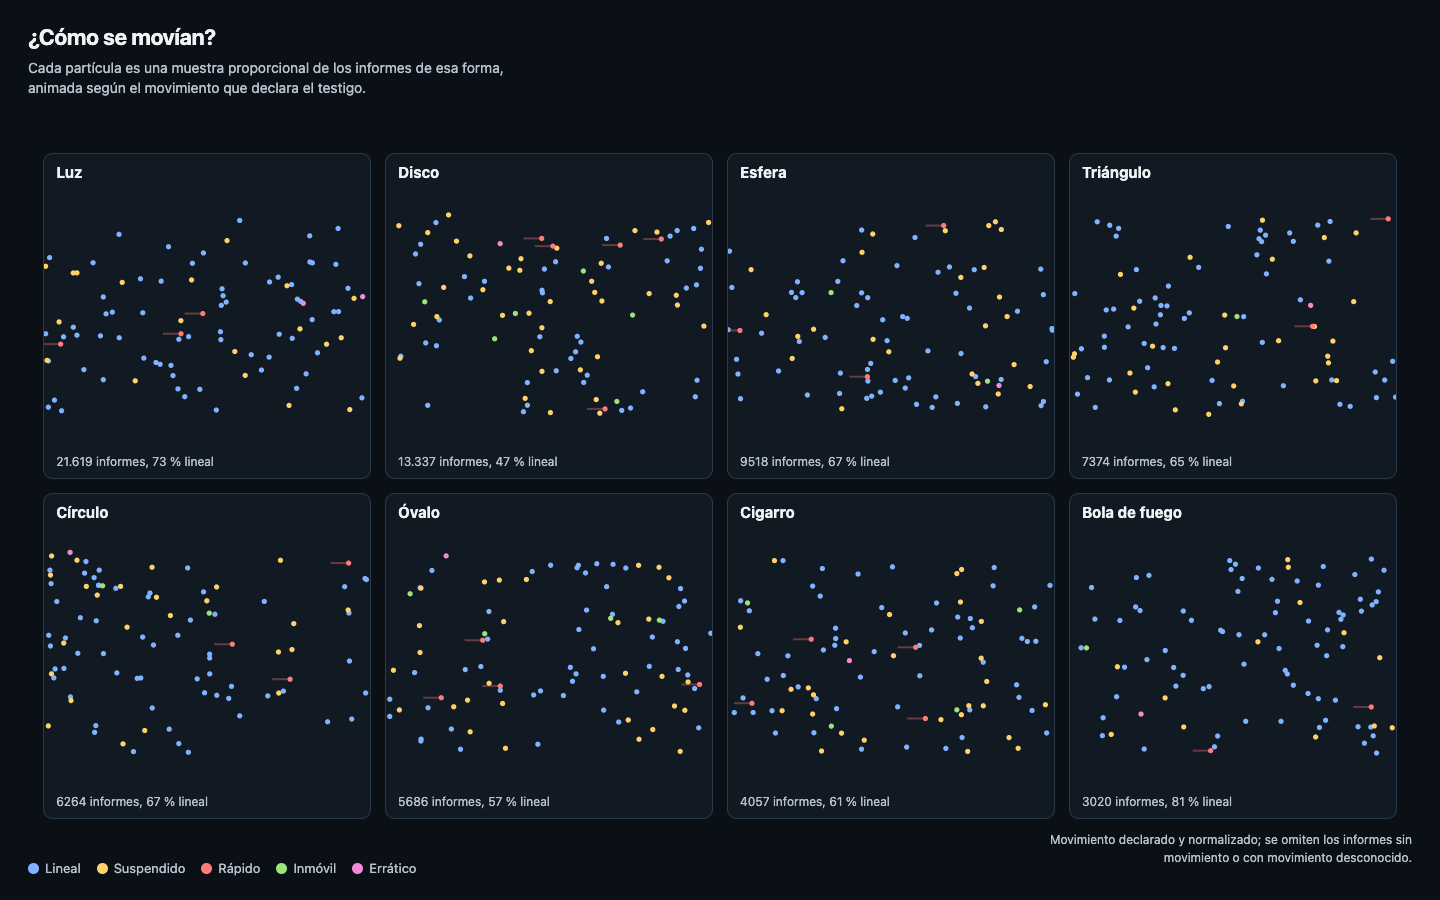 ¿Cómo se movían?
Cada partícula es una muestra proporcional de los informes de esa forma,
animada según el movimiento que declara el testigo.
Luz
21.619 informes, 73 % lineal
Disco
13.337 informes, 47 % lineal
Esfera
9518 informes, 67 % lineal
Triángulo
7374 informes, 65 % lineal
Círculo
6264 informes, 67 % lineal
Óvalo
5686 informes, 57 % lineal
Cigarro
4057 informes, 61 % lineal
Bola de fuego
3020 informes, 81 % lineal
Lineal
Suspendido
Rápido
Inmóvil
Errático
Movimiento declarado y normalizado; se omiten los informes sin
movimiento o con movimiento desconocido.